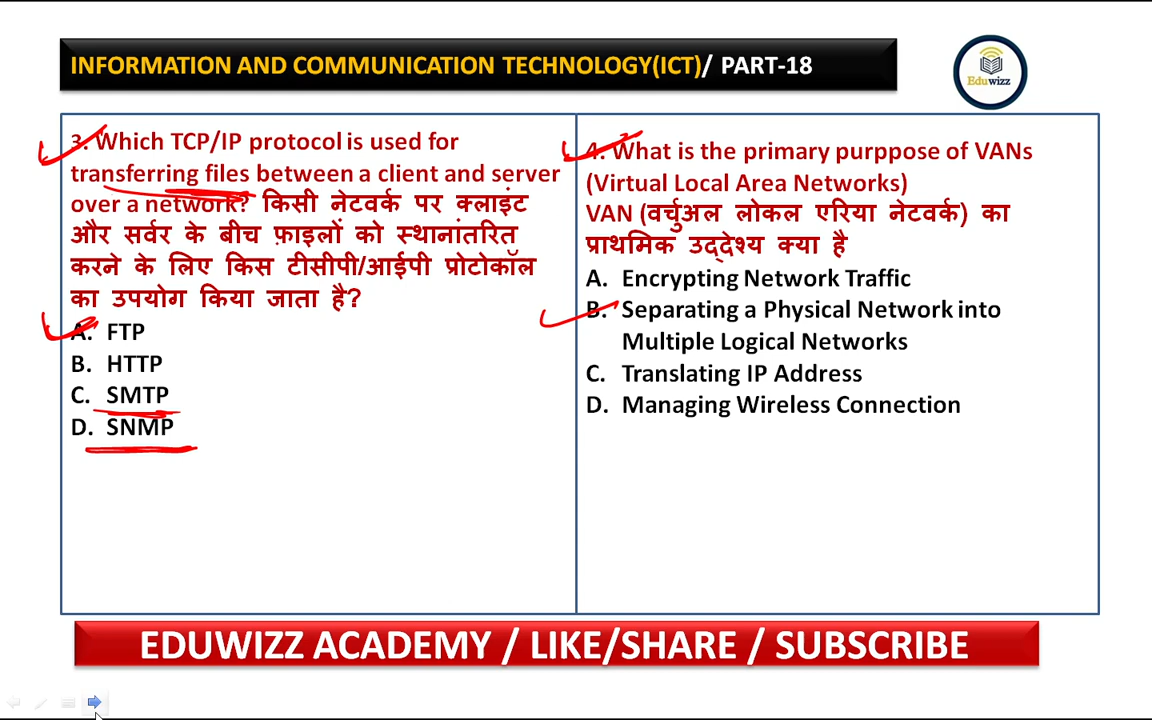 INFORMATION AND COMMUNICATION TECHNOLOGY(ICT)/ PART-18
Eduwizz
3. Which TCP/IP protocol is used for
transferring files between a client and server
over a network? किसी नेटवर्क पर क्लाइंट
और सर्वर के बीच फ़ाइलों को स्थानांतरित
करने के लिए किस टीसीपी/आईपी प्रोटोकॉल
का उपयोग किया जाता है?
A. FTP
B. HTTP
C. SMTP
D. SNMP
4. What is the primary purppose of VANs
(Virtual Local Area Networks)
VAN (वर्चुअल लोकल एरिया नेटवर्क) का
प्राथमिक उद्देश्य क्या है
A. Encrypting Network Traffic
B. Separating a Physical Network into
Multiple Logical Networks
C. Translating IP Address
D. Managing Wireless Connection
EDUWIZZ ACADEMY / LIKE/SHARE / SUBSCRIBE